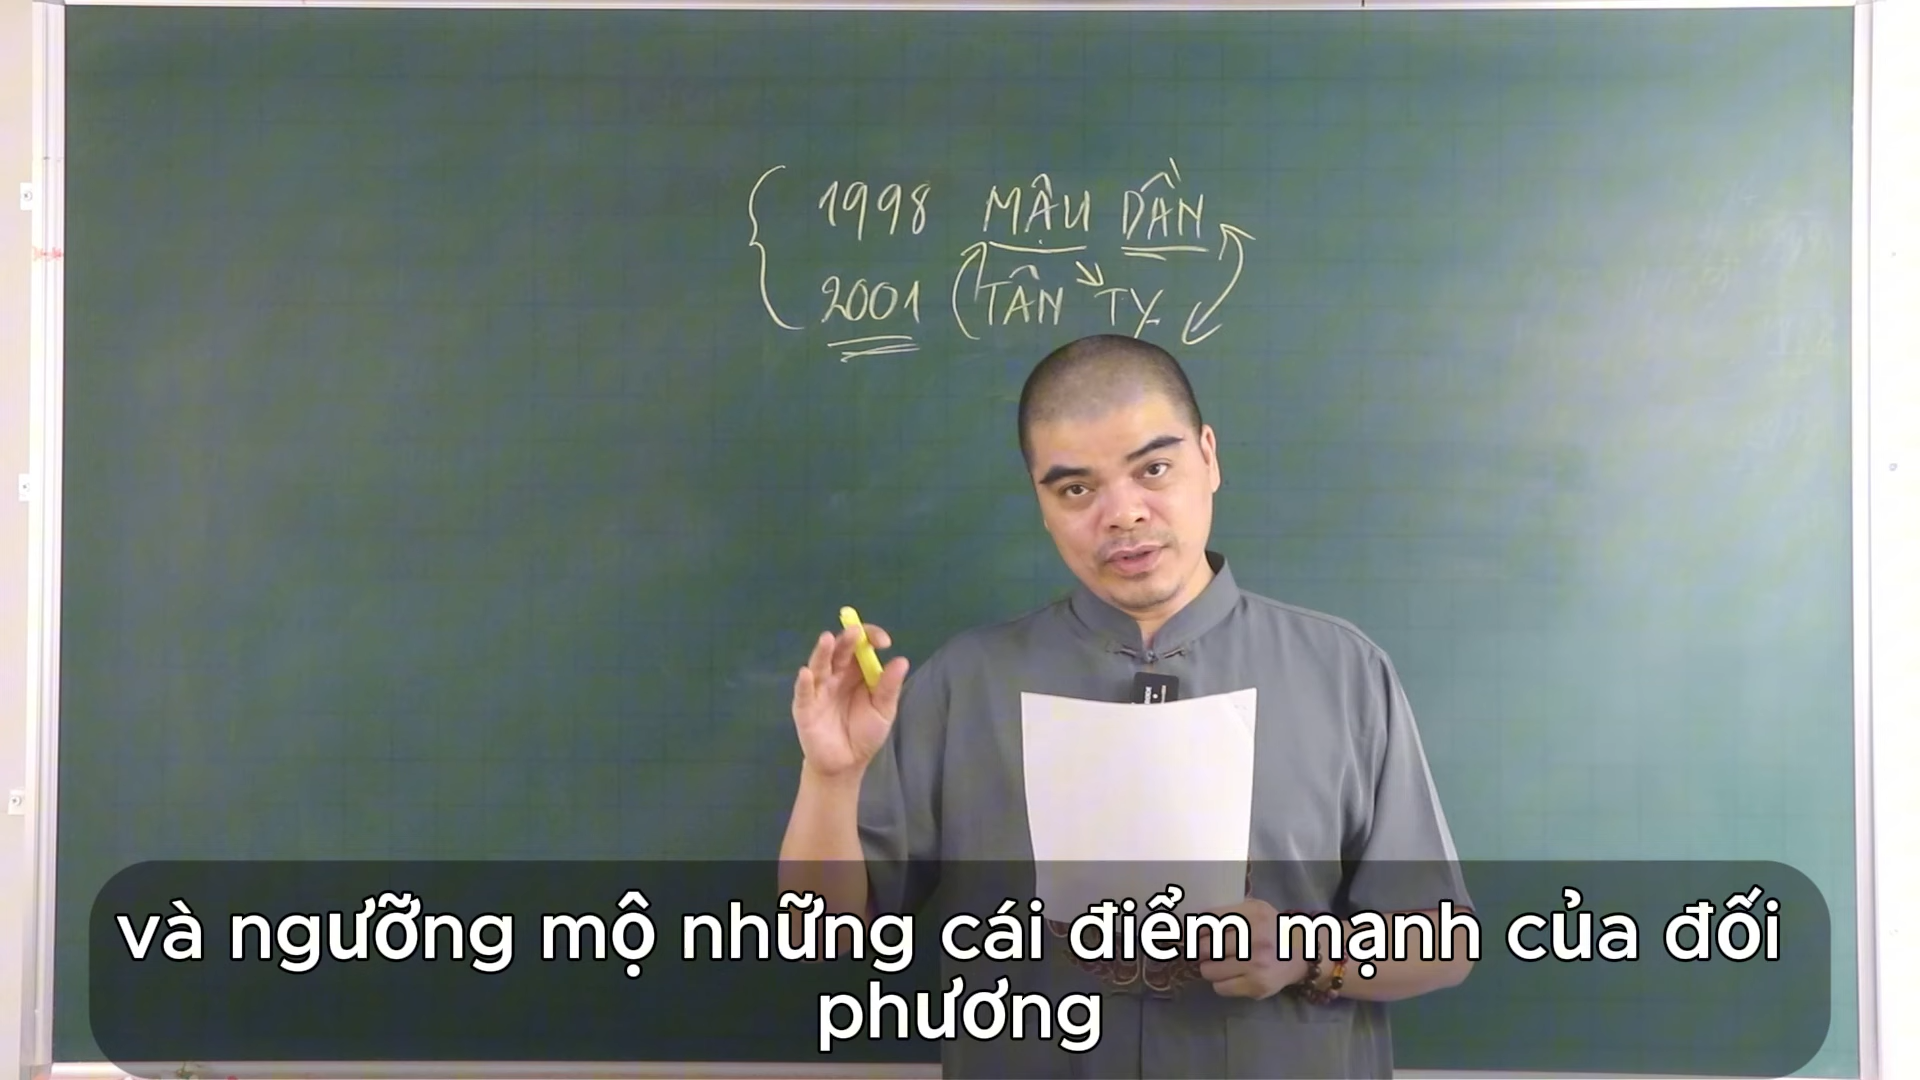 1998 MẬU DẦN
2001 TÂN TỴ
và ngưỡng mộ những cái điểm mạnh của đối
phương